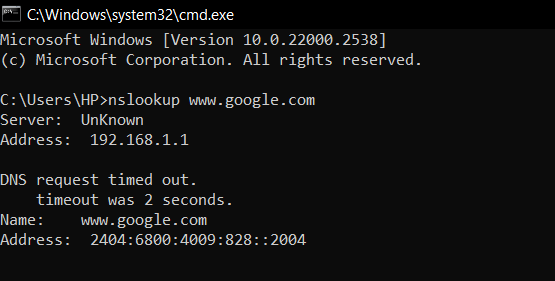 C:\Windows\system32\cmd.exe
Microsoft Windows [Version 10.0.22000.2538]
(c) Microsoft Corporation. All rights reserved.
C:\Users\HP>nslookup www.google.com
Server:  UnKnown
Address:  192.168.1.1
DNS request timed out.
    timeout was 2 seconds.
Name:    www.google.com
Address:  2404:6800:4009:828::2004